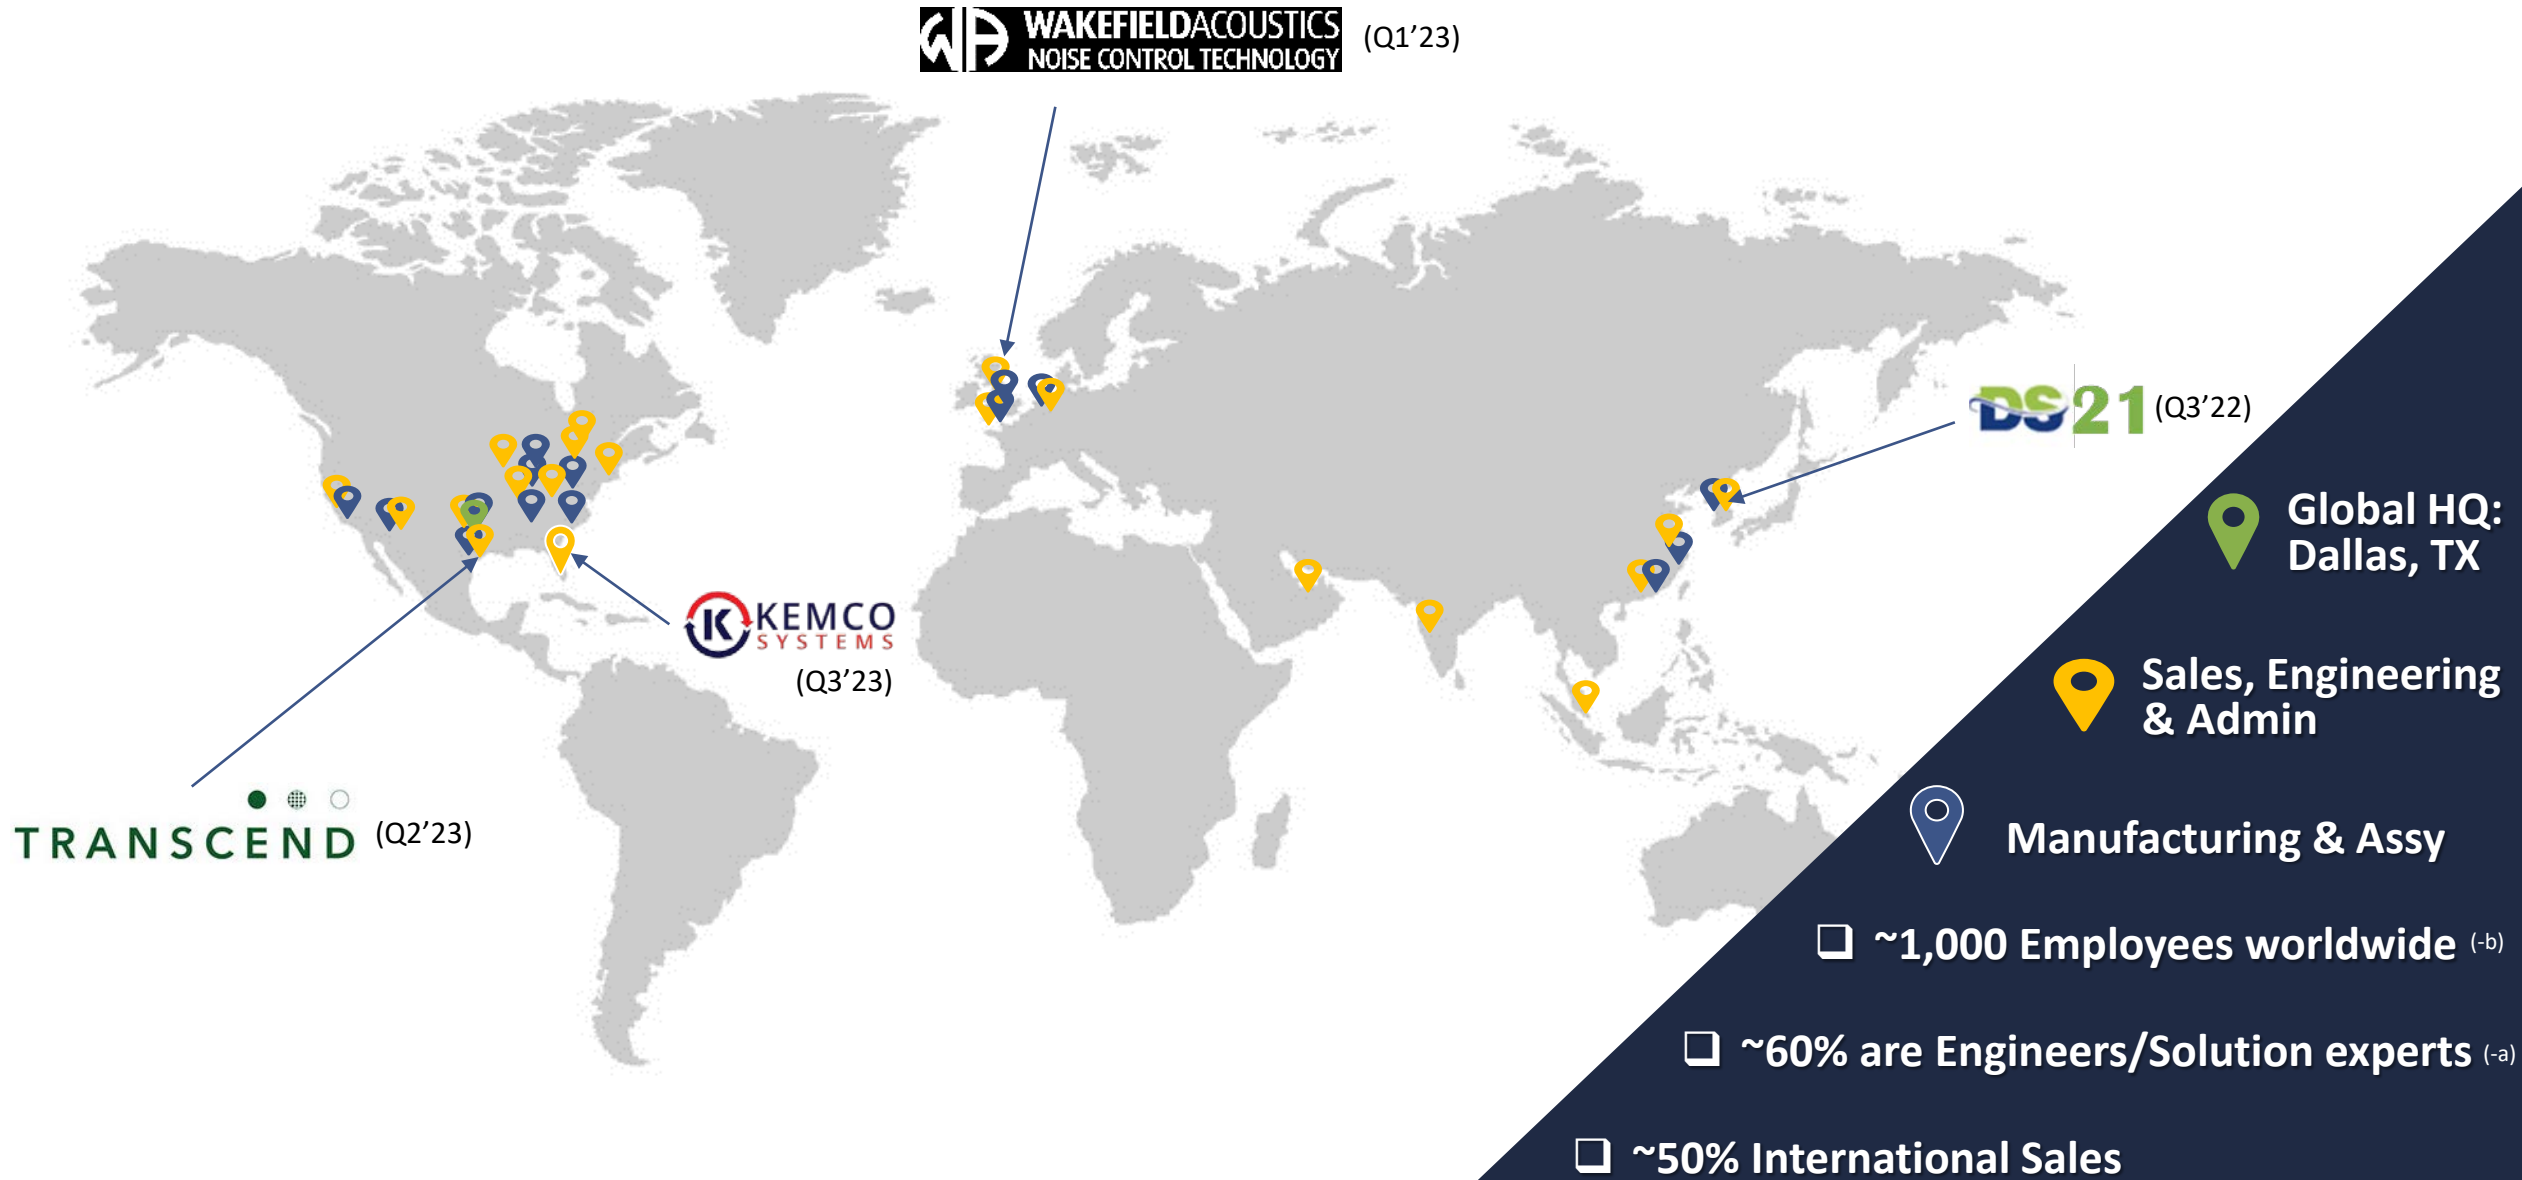 WAKEFIELDACOUSTICS
NOISE CONTROL TECHNOLOGY
(Q1’23)
DS21
(Q3’22)
KEMCO
SYSTEMS
(Q3’23)
TRANSCEND
(Q2’23)
Global HQ:
Dallas, TX
Sales, Engineering
& Admin
Manufacturing & Assy
~1,000 Employees worldwide (-b)
~60% are Engineers/Solution experts (-a)
~50% International Sales